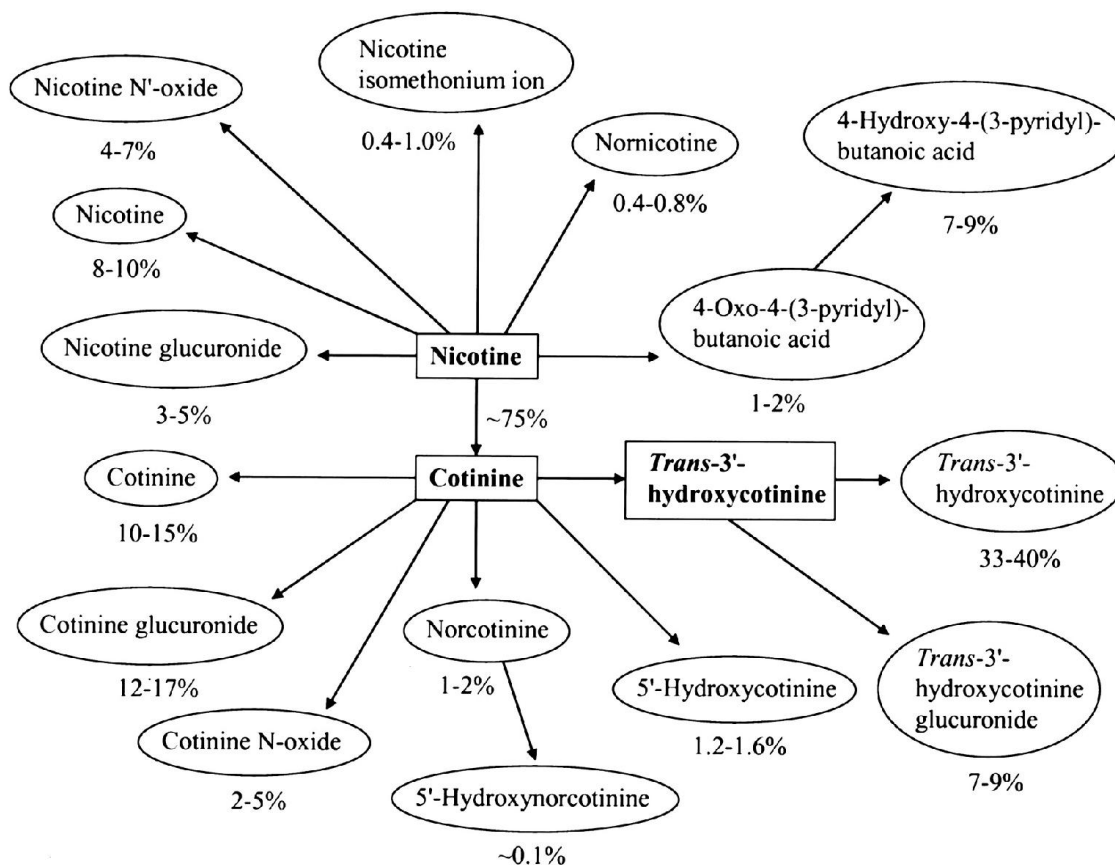 Nicotine
isomethonium ion
0.4-1.0%
Nicotine N'-oxide
4-7%
Nornicotine
0.4-0.8%
4-Hydroxy-4-(3-pyridyl)-
butanoic acid
7-9%
Nicotine
8-10%
4-Oxo-4-(3-pyridyl)-
butanoic acid
1-2%
Nicotine glucuronide
3-5%
Nicotine
~75%
Cotinine
10-15%
Cotinine
Trans-3'-
hydroxycotinine
Trans-3'-
hydroxycotinine
33-40%
Cotinine glucuronide
12-17%
Norcotinine
1-2%
5'-Hydroxycotinine
1.2-1.6%
Trans-3'-
hydroxycotinine
glucuronide
7-9%
Cotinine N-oxide
2-5%
5'-Hydroxynorcotinine
~0.1%